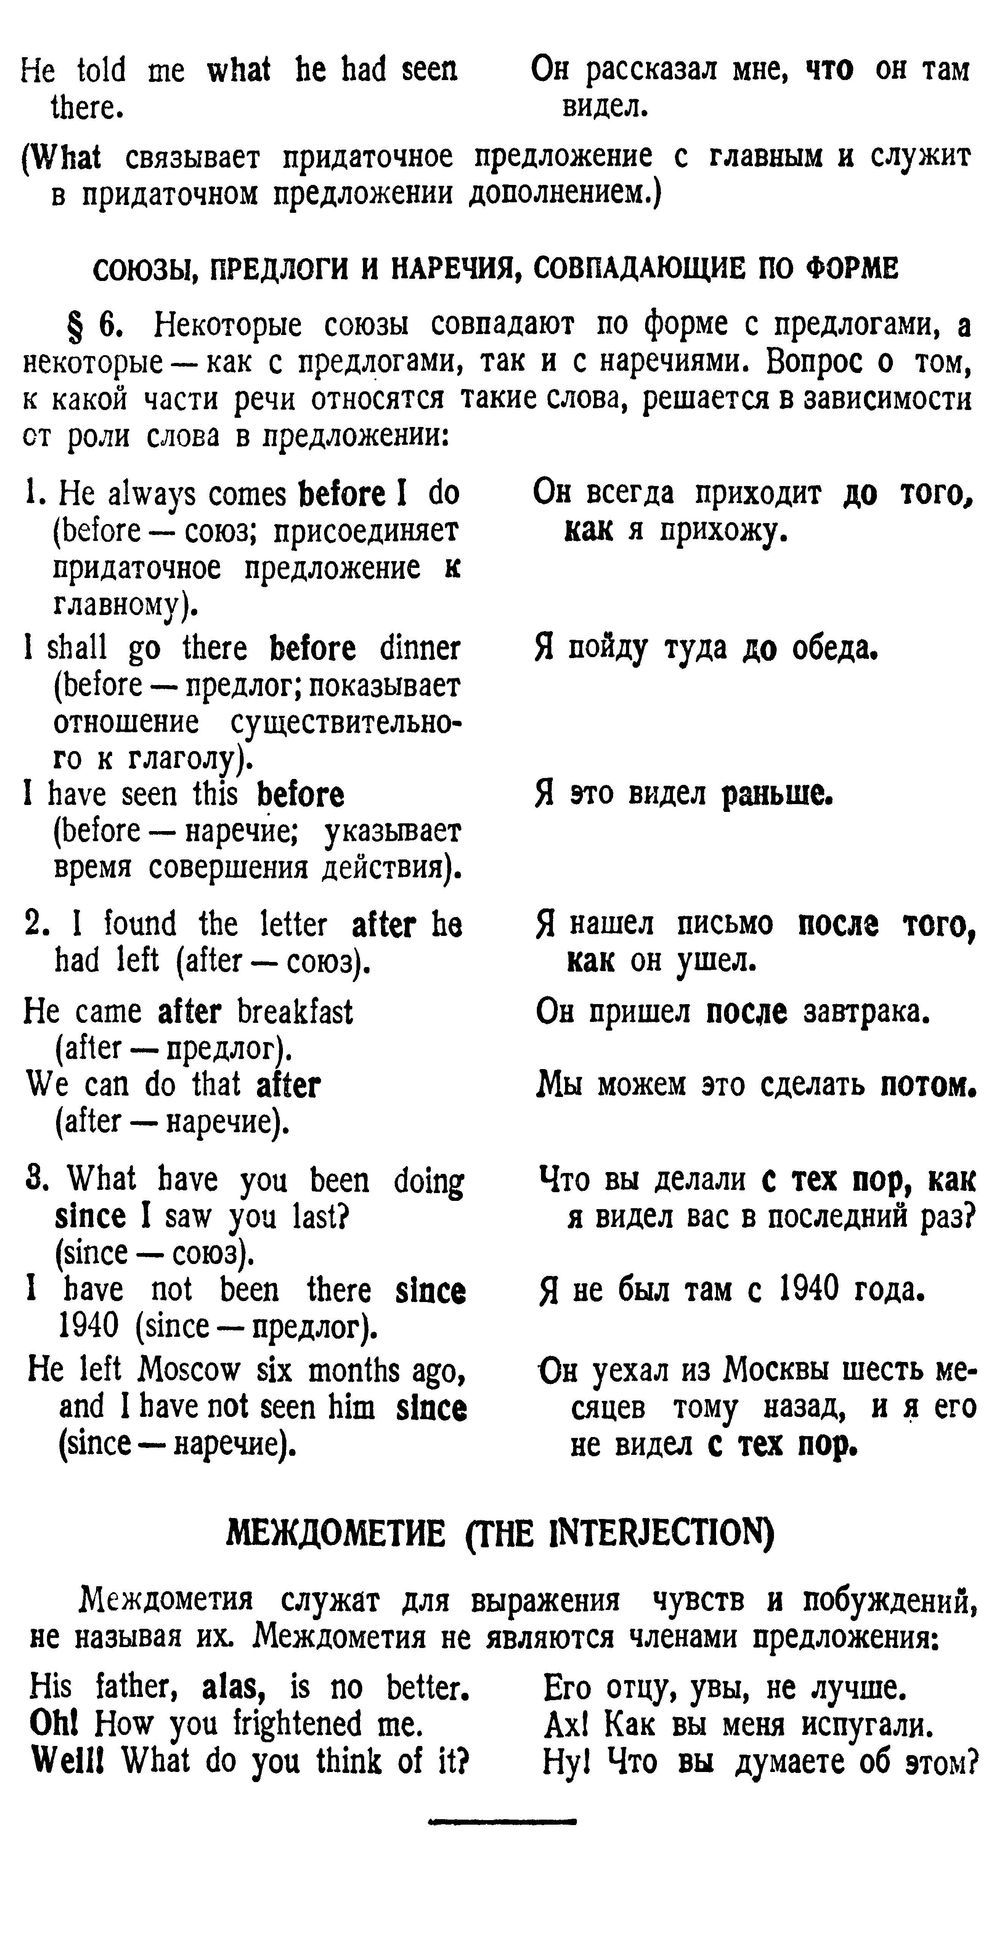 He told me what he had seen
there.
Он рассказал мне, что он там
видел.
(What связывает придаточное предложение с главным и служит
в придаточном предложении дополнением.)
СОЮЗЫ, ПРЕДЛОГИ И НАРЕЧИЯ, СОВПАДАЮЩИЕ ПО ФОРМЕ
§ 6. Некоторые союзы совпадают по форме с предлогами, а
некоторые — как с предлогами, так и с наречиями. Вопрос о том,
к какой части речи относятся такие слова, решается в зависимости
от роли слова в предложении:
1. He always comes before I do
(before — союз; присоединяет
придаточное предложение к
главному).
Он всегда приходит до того,
как я прихожу.
I shall go there before dinner
(before — предлог; показывает
отношение существительно-
го к глаголу).
Я пойду туда до обеда.
I have seen this before
(before — наречие; указывает
время совершения действия).
Я это видел раньше.
2. I found the letter after he
had left (after — союз).
Я нашел письмо после того,
как он ушел.
He came after breakfast
(after — предлог).
Он пришел после завтрака.
We can do that after
(after — наречие).
Мы можем это сделать потом.
3. What have you been doing
since I saw you last?
(since — союз).
Что вы делали с тех пор, как
я видел вас в последний раз?
I have not been there since
1940 (since — предлог).
Я не был там с 1940 года.
He left Moscow six months ago,
and I have not seen him since
(since — наречие).
Он уехал из Москвы шесть ме-
сяцев тому назад, и я его
не видел с тех пор.
МЕЖДОМЕТИЕ (THE INTERJECTION)
Междометия служат для выражения чувств и побуждений,
не называя их. Междометия не являются членами предложения:
His father, alas, is no better.
Oh! How you frightened me.
Well! What do you think of it?
Его отцу, увы, не лучше.
Ах! Как вы меня испугали.
Ну! Что вы думаете об этом?